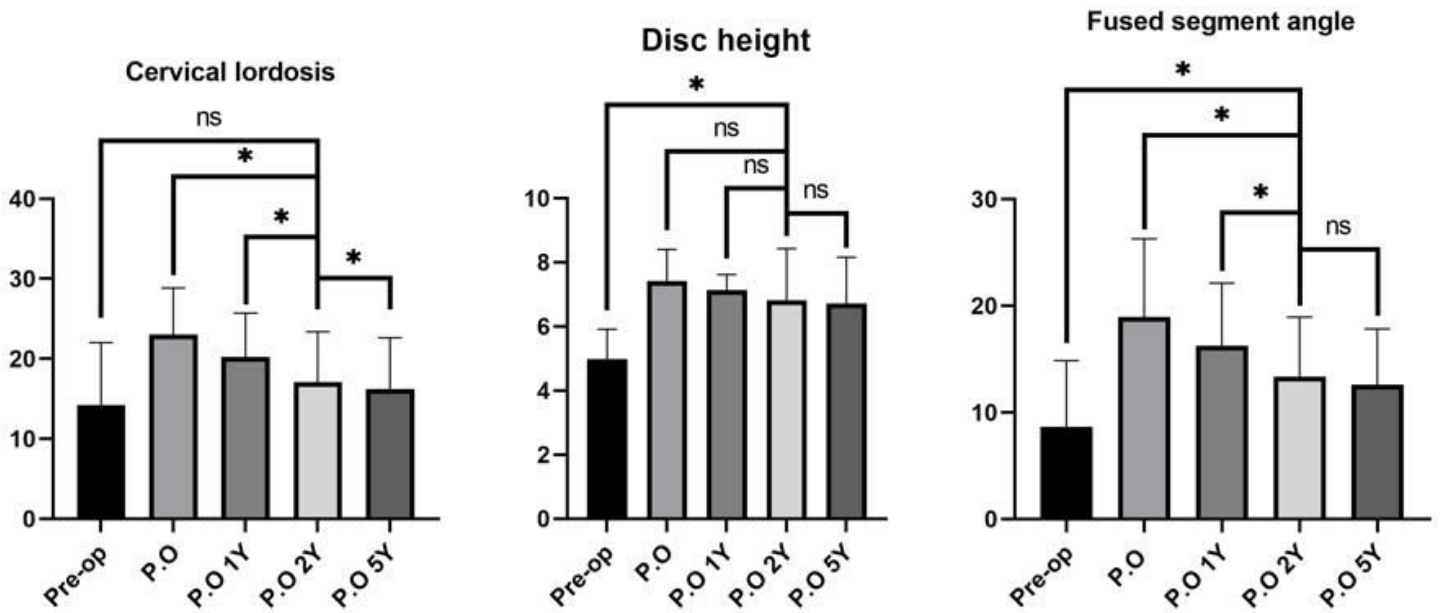 Cervical lordosis
ns
*
*
*
40
30
20
10
0
Pre-op
P.O
P.O 1Y
P.O 2Y
P.O 5Y
Disc height
*
ns
ns
ns
10
8
6
4
2
0
Pre-op
P.O
P.O 1Y
P.O 2Y
P.O 5Y
Fused segment angle
*
*
*
ns
30
20
10
0
Pre-op
P.O
P.O 1Y
P.O 2Y
P.O 5Y